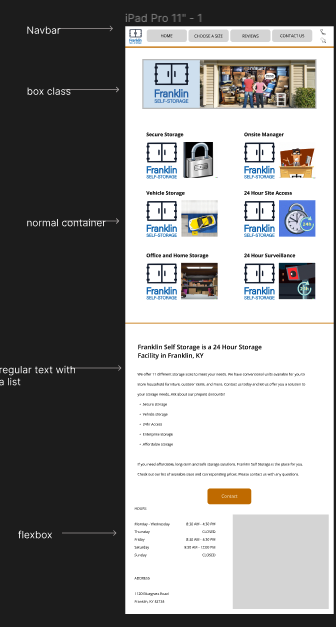 iPad Pro 11" - 1
Navbar
HOME
CHOOSE A SIZE
REVIEWS
CONTACT US
box class
Franklin
SELF-STORAGE
Secure Storage
Onsite Manager
Franklin
SELF-STORAGE
Franklin
SELF-STORAGE
Vehicle Storage
24 Hour Site Access
normal container
Franklin
SELF-STORAGE
Franklin
SELF-STORAGE
Office and Home Storage
24 Hour Surveillance
Franklin
SELF-STORAGE
Franklin
SELF-STORAGE
Franklin Self Storage is a 24 Hour Storage
Facility in Franklin, KY
regular text with
a list
We offer 11 different storage sizes to meet your needs. We have conventional units available for you to
store household furniture, outdoor items, and more. Contact us today and let us offer you a solution to
your storage needs. Ask about our prepaid discounts!
• Secure storage
• Vehicle storage
• 24hr Access
• Enterprise storage
• Affordable storage
If you need affordable, long-term and safe storage solutions, Franklin Self Storage is the place for you.
Check out our list of available sizes and corresponding prices. Please contact us with any questions.
Contact
HOURS
Monday - Wednesday 8:30 AM - 4:30 PM
Thursday CLOSED
Friday 8:30 AM - 4:30 PM
Saturday 9:00 AM - 12:00 PM
Sunday CLOSED
flexbox
ADDRESS
1120 Bluegrass Road
Franklin, KY 42134